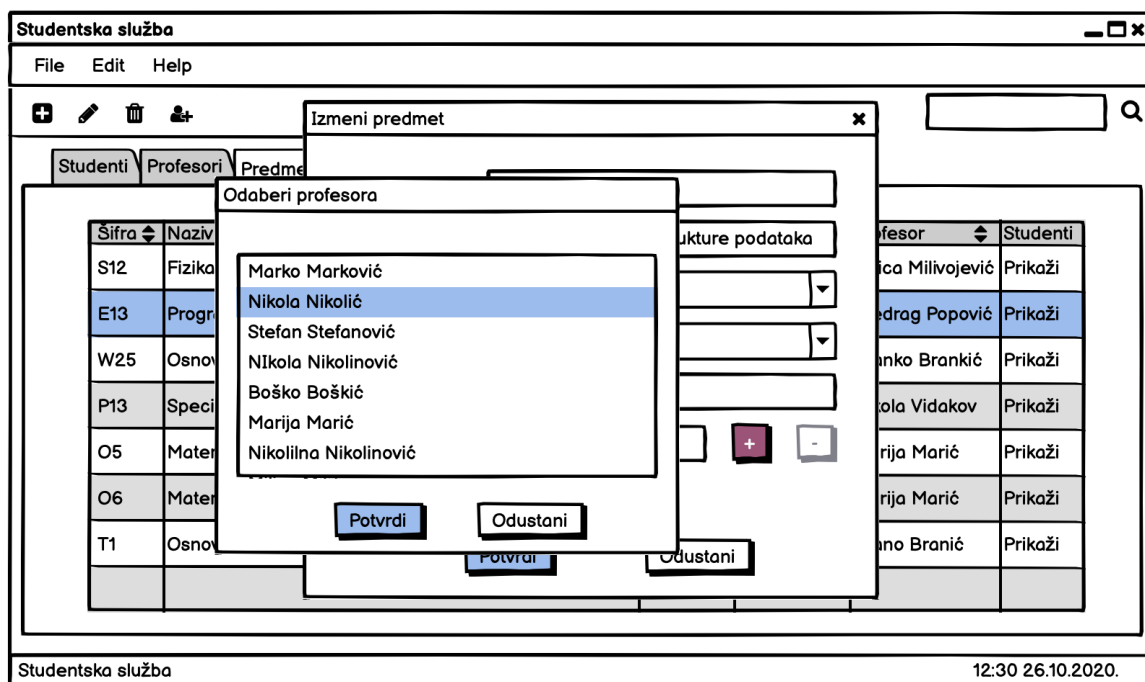 Studentska služba
File Edit Help
Izmeni predmet
Studenti Profesori Predme
Odaberi profesora
Šifra Naziv ukture podataka ofesor Studenti
S12 Fizika Marko Marković ica Milivojević Prikaži
E13 Progr Nikola Nikolić edrag Popović Prikaži
Stefan Stefanović
W25 Osnov NIkola Nikolinović anko Brankić Prikaži
P13 Speci Boško Boškić kola Vidakov Prikaži
Marija Marić
O5 Mater Nikolilna Nikolinović + - rija Marić Prikaži
O6 Mater rija Marić Prikaži
Potvrdi Odustani
T1 Osnov ano Branić Prikaži
Potvrdi Odustani
Studentska služba 12:30 26.10.2020.